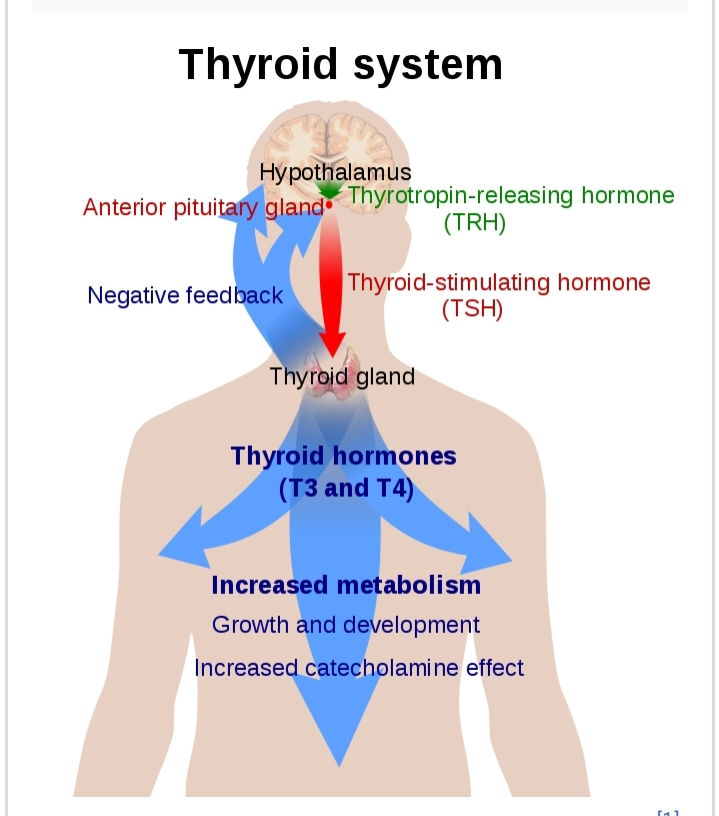 Thyroid system
Hypothalamus
Thyrotropin-releasing hormone
(TRH)
Anterior pituitary gland
Thyroid-stimulating hormone
(TSH)
Negative feedback
Thyroid gland
Thyroid hormones
(T3 and T4)
Increased metabolism
Growth and development
Increased catecholamine effect
[1]